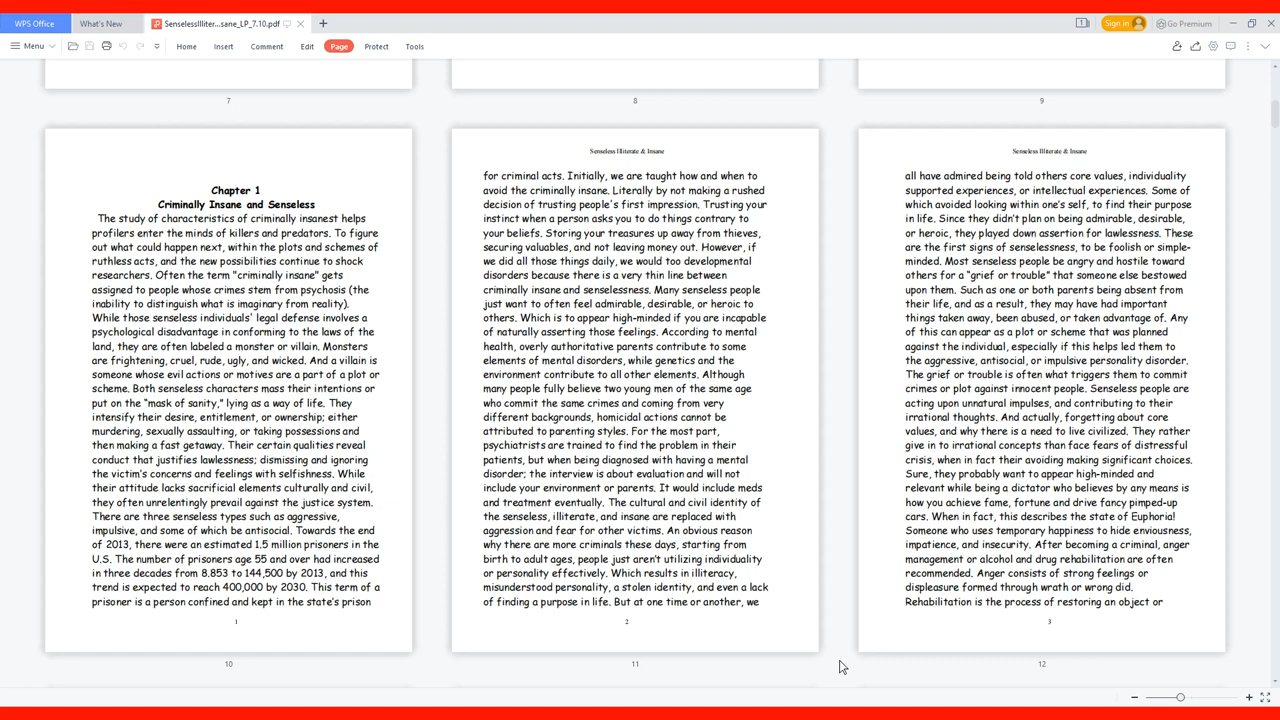 WPS Office
What's New
SenselessIlliter...sane_LP_7.10.pdf
1
Sign in
Go Premium
Menu
Home
Insert
Comment
Edit
Page
Protect
Tools
7
8
9
Chapter 1
Criminally Insane and Senseless
The study of characteristics of criminally insanest helps
profilers enter the minds of killers and predators. To figure
out what could happen next, within the plots and schemes of
ruthless acts, and the new possibilities continue to shock
researchers. Often the term "criminally insane" gets
assigned to people whose crimes stem from psychosis (the
inability to distinguish what is imaginary from reality).
While those senseless individuals' legal defense involves a
psychological disadvantage in conforming to the laws of the
land, they are often labeled a monster or villain. Monsters
are frightening, cruel, rude, ugly, and wicked. And a villain is
someone whose evil actions or motives are a part of a plot or
scheme. Both senseless characters mass their intentions or
put on the “mask of sanity,” lying as a way of life. They
intensify their desire, entitlement, or ownership; either
murdering, sexually assaulting, or taking possessions and
then making a fast getaway. Their certain qualities reveal
conduct that justifies lawlessness; dismissing and ignoring
the victim's concerns and feelings with selfishness. While
their attitude lacks sacrificial elements culturally and civil,
they often unrelentingly prevail against the justice system.
There are three senseless types such as aggressive,
impulsive, and some of which be antisocial. Towards the end
of 2013, there were an estimated 1.5 million prisoners in the
U.S. The number of prisoners age 55 and over had increased
in three decades from 8,853 to 144,500 by 2013, and this
trend is expected to reach 400,000 by 2030. This term of a
prisoner is a person confined and kept in the state's prison
1
10
Senseless Illiterate & Insane
for criminal acts. Initially, we are taught how and when to
avoid the criminally insane. Literally by not making a rushed
decision of trusting people's first impression. Trusting your
instinct when a person asks you to do things contrary to
your beliefs. Storing your treasures up away from thieves,
securing valuables, and not leaving money out. However, if
we did all those things daily, we would too developmental
disorders because there is a very thin line between
criminally insane and senselessness. Many senseless people
just want to often feel admirable, desirable, or heroic to
others. Which is to appear high-minded if you are incapable
of naturally asserting those feelings. According to mental
health, overly authoritative parents contribute to some
elements of mental disorders, while genetics and the
environment contribute to all other elements. Although
many people fully believe two young men of the same age
who commit the same crimes and coming from very
different backgrounds, homicidal actions cannot be
attributed to parenting styles. For the most part,
psychiatrists are trained to find the problem in their
patients, but when being diagnosed with having a mental
disorder; the interview is about evaluation and will not
include your environment or parents. It would include meds
and treatment eventually. The cultural and civil identity of
the senseless, illiterate, and insane are replaced with
aggression and fear for other victims. An obvious reason
why there are more criminals these days, starting from
birth to adult ages, people just aren't utilizing individuality
or personality effectively. Which results in illiteracy,
misunderstood personality, a stolen identity, and even a lack
of finding a purpose in life. But at one time or another, we
2
11
Senseless Illiterate & Insane
all have admired being told others core values, individuality
supported experiences, or intellectual experiences. Some of
which avoided looking within one's self, to find their purpose
in life. Since they didn't plan on being admirable, desirable,
or heroic, they played down assertion for lawlessness. These
are the first signs of senselessness, to be foolish or simple-
minded. Most senseless people be angry and hostile toward
others for a “grief or trouble” that someone else bestowed
upon them. Such as one or both parents being absent from
their life, and as a result, they may have had important
things taken away, been abused, or taken advantage of. Any
of this can appear as a plot or scheme that was planned
against the individual, especially if this helps led them to
the aggressive, antisocial, or impulsive personality disorder.
The grief or trouble is often what triggers them to commit
crimes or plot against innocent people. Senseless people are
acting upon unnatural impulses, and contributing to their
irrational thoughts. And actually, forgetting about core
values, and why there is a need to live civilized. They rather
give in to irrational concepts than face fears of distressful
crisis, when in fact their avoiding making significant choices.
Sure, they probably want to appear high-minded and
relevant while being a dictator who believes by any means is
how you achieve fame, fortune and drive fancy pimped-up
cars. When in fact, this describes the state of Euphoria!
Someone who uses temporary happiness to hide enviousness,
impatience, and insecurity. After becoming a criminal, anger
management or alcohol and drug rehabilitation are often
recommended. Anger consists of strong feelings or
displeasure formed through wrath or wrong did.
Rehabilitation is the process of restoring an object or
3
12